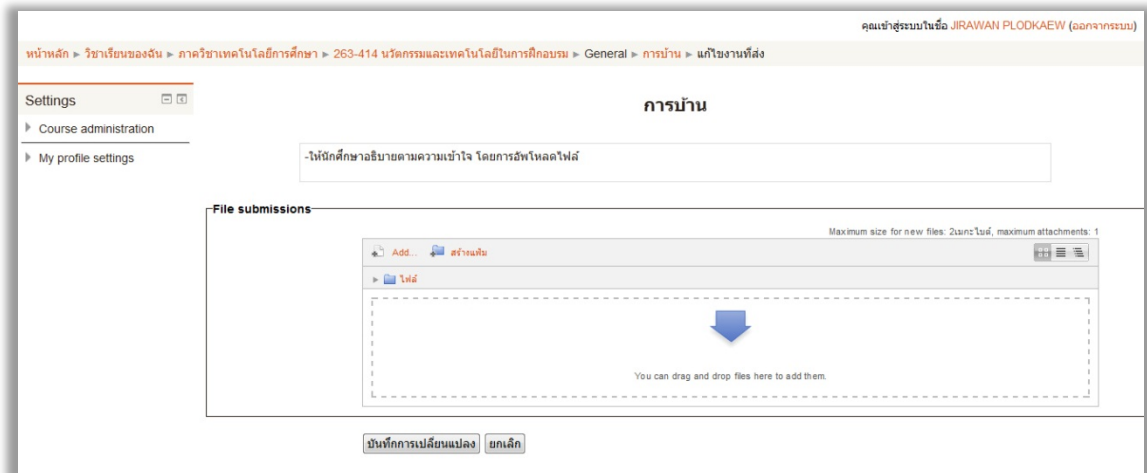 คุณเข้าสู่ระบบในชื่อ JIRAWAN PLODKAEW (ออกจากระบบ)
หน้าหลัก ► วิชาเรียนของฉัน ► ภาควิชาเทคโนโลยีการศึกษา ► 263-414 นวัตกรรมและเทคโนโลยีในการฝึกอบรม ► General ► การบ้าน ► แก้ไขงานที่ส่ง
Settings
Course administration
My profile settings
การบ้าน
-ให้นักศึกษาอธิบายตามความเข้าใจ โดยการอัพโหลดไฟล์
File submissions
Maximum size for new files: 2เมกะไบต์, maximum attachments: 1
Add... สร้างแฟ้ม
► ไฟล์
You can drag and drop files here to add them.
บันทึกการเปลี่ยนแปลง ยกเลิก